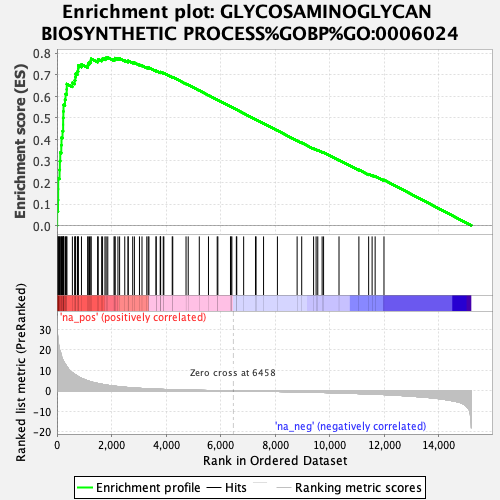 Enrichment plot: GLYCOSAMINOGLYCAN
BIOSYNTHETIC PROCESS%GOBP%GO:0006024
Enrichment score (ES)
0.8
0.7
0.6
0.5
0.4
0.3
0.2
0.1
0.0
'na_pos' (positively correlated)
Ranked list metric (PreRanked)
30
20
10
0
-10
-20
Zero cross at 6458
'na_neg' (negatively correlated)
0 2,000 4,000 6,000 8,000 10,000 12,000 14,000
Rank in Ordered Dataset
Enrichment profile Hits Ranking metric scores